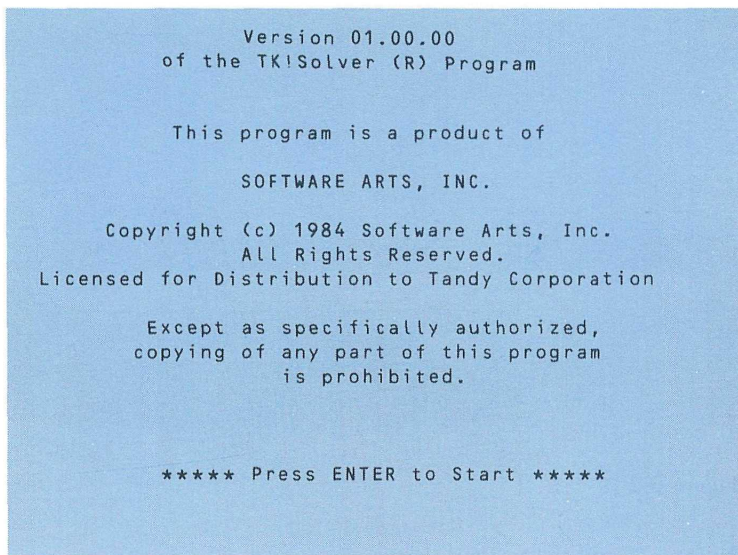 Version 01.00.00
of the TK!Solver (R) Program
This program is a product of
SOFTWARE ARTS, INC.
Copyright (c) 1984 Software Arts, Inc.
All Rights Reserved.
Licensed for Distribution to Tandy Corporation
Except as specifically authorized,
copying of any part of this program
is prohibited.
***** Press ENTER to Start *****